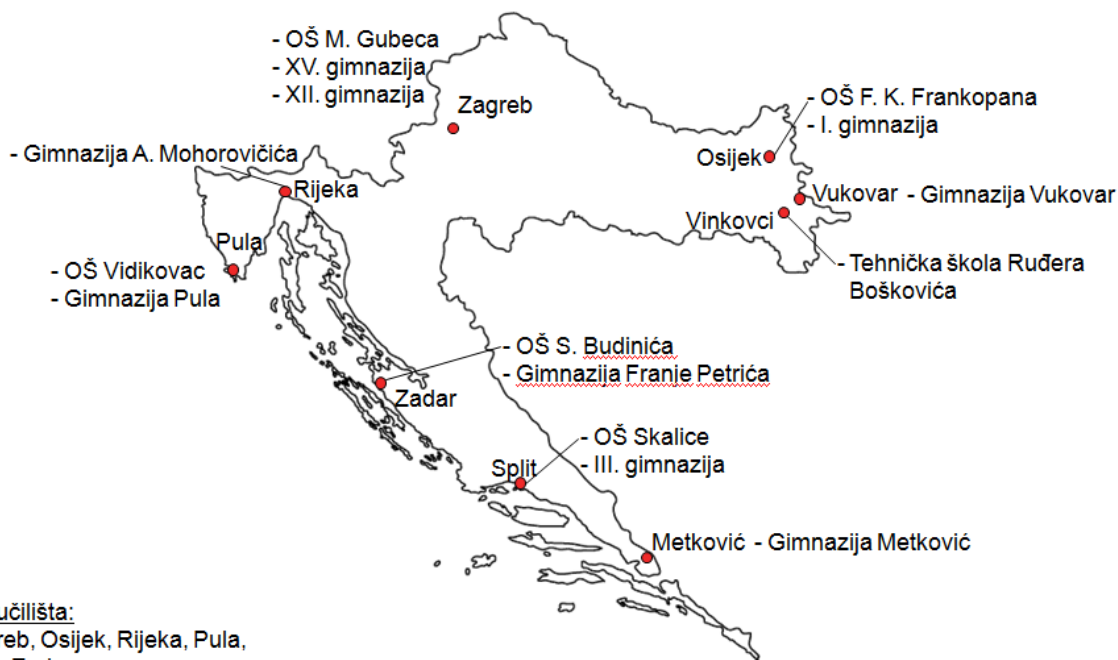 - OŠ M. Gubeca
- XV. gimnazija
- XII. gimnazija
Zagreb
- OŠ F. K. Frankopana
- I. gimnazija
Osijek
- Gimnazija A. Mohorovičića
Rijeka
Vukovar - Gimnazija Vukovar
Vinkovci
Pula
- OŠ Vidikovac
- Gimnazija Pula
- Tehnička škola Ruđera
Boškovića
- OŠ S. Budinića
- Gimnazija Franje Petrića
Zadar
- OŠ Skalice
- III. gimnazija
Split
Metković - Gimnazija Metković
učilišta:
reb, Osijek, Rijeka, Pula,